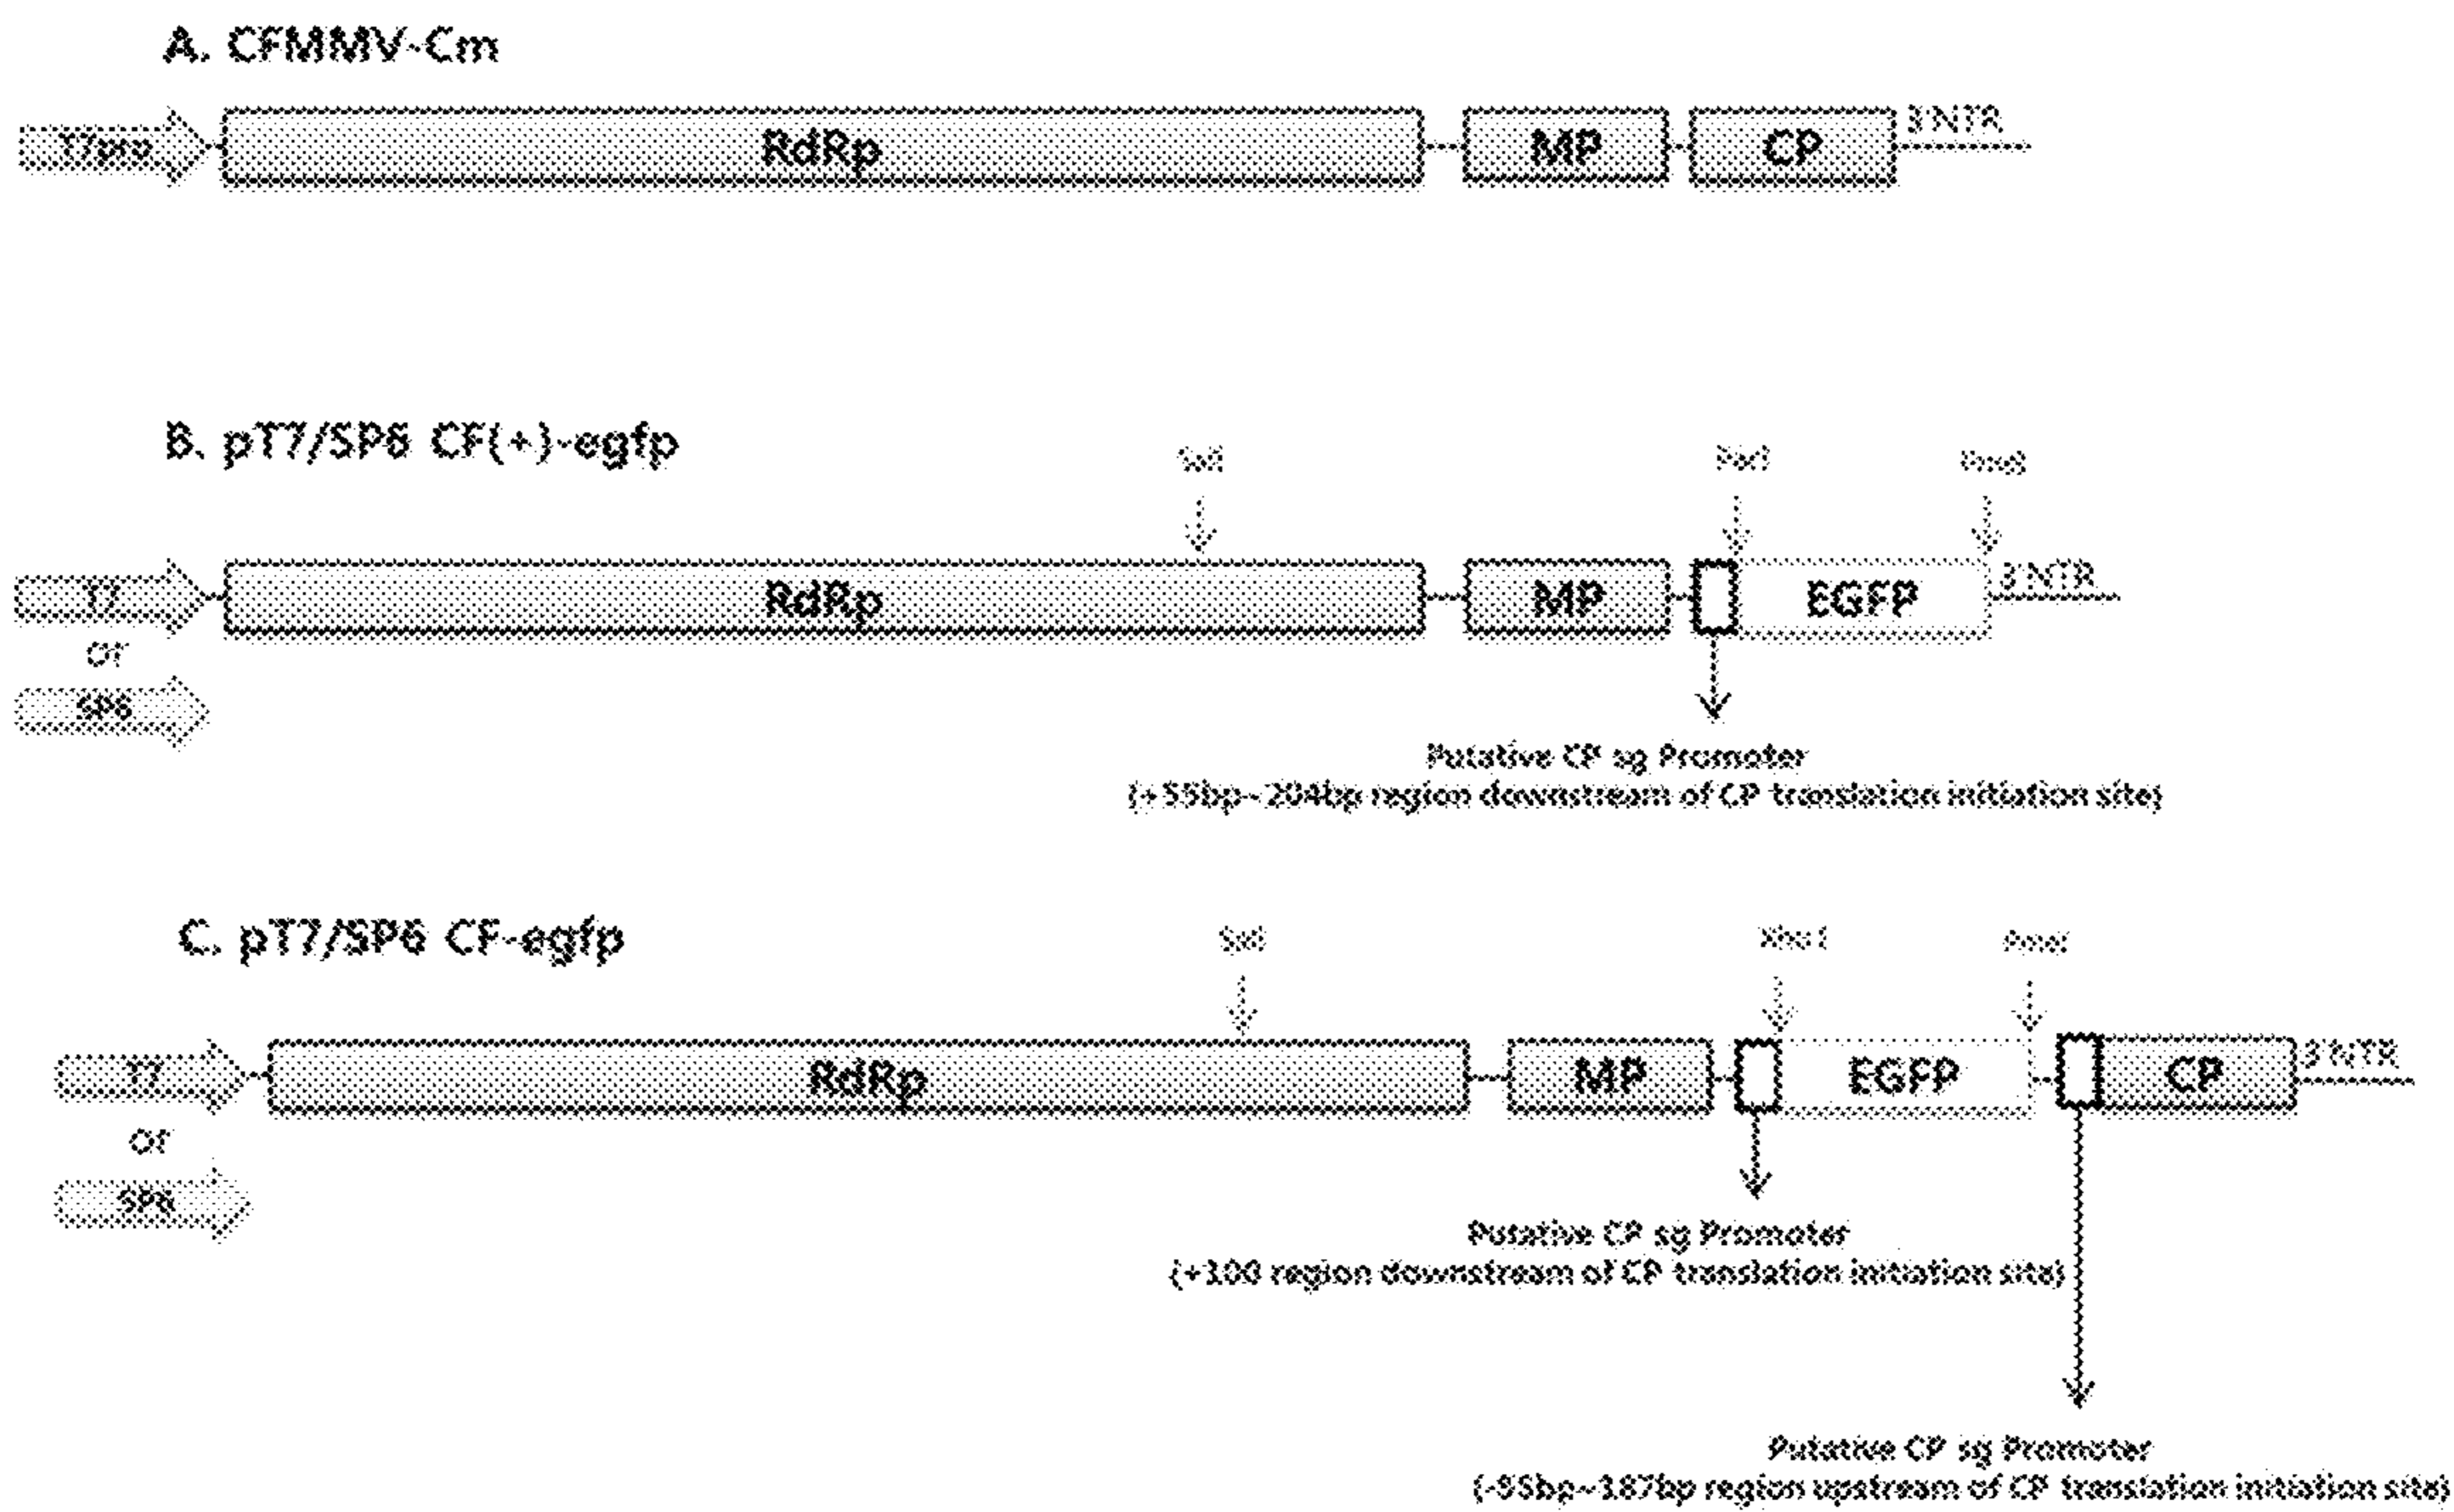 A. CFMMV-Cm
T7pro RdRp MP CP 3'NTR
B. pT7/SP6 CF(+)-egfp
T7 RdRp MP EGFP 3'NTR
or
SP6
Putative CP sg Promoter
(+55bp~204bp region downstream of CP translation initiation site)
C. pT7/SP6 CF-egfp
Xho I
T7 RdRp MP EGFP CP 3'NTR
or
SP6
Putative CP sg Promoter
(+100 region downstream of CP translation initiation site)
Putative CP sg Promoter
(-95bp~187bp region upstream of CP translation initiation site)